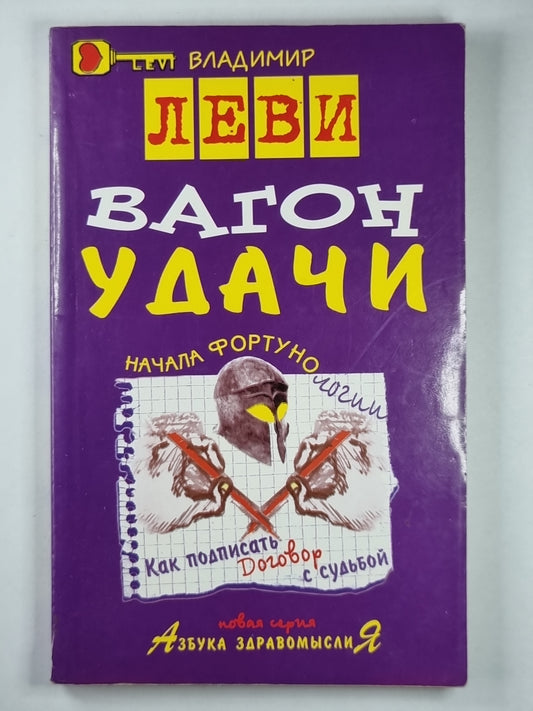 LEVI ВЛАДИМИР
ЛЕВИ
ВАГОН
УДАЧИ
НАЧАЛА ФОРТУНОЛОГИИ
Как подписать
Договор
с судьбой
новая серия
АЗБУКА ЗДРАВОМЫСЛИЯ